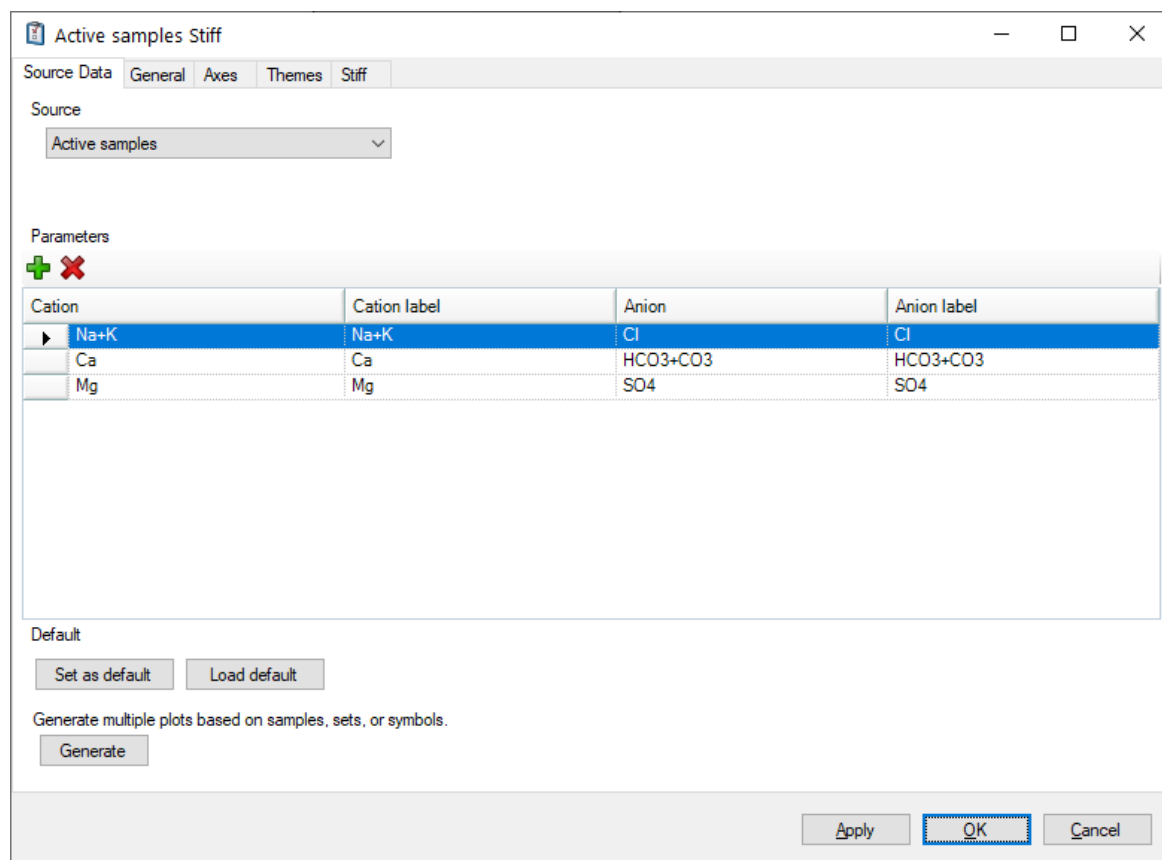 Active samples Stiff
Source Data General Axes Themes Stiff
Source
Active samples
Parameters
Cation Cation label Anion Anion label
Na+K Na+K Cl Cl
Ca Ca HCO3+CO3 HCO3+CO3
Mg Mg SO4 SO4
Default
Set as default Load default
Generate multiple plots based on samples, sets, or symbols.
Generate
Apply OK Cancel